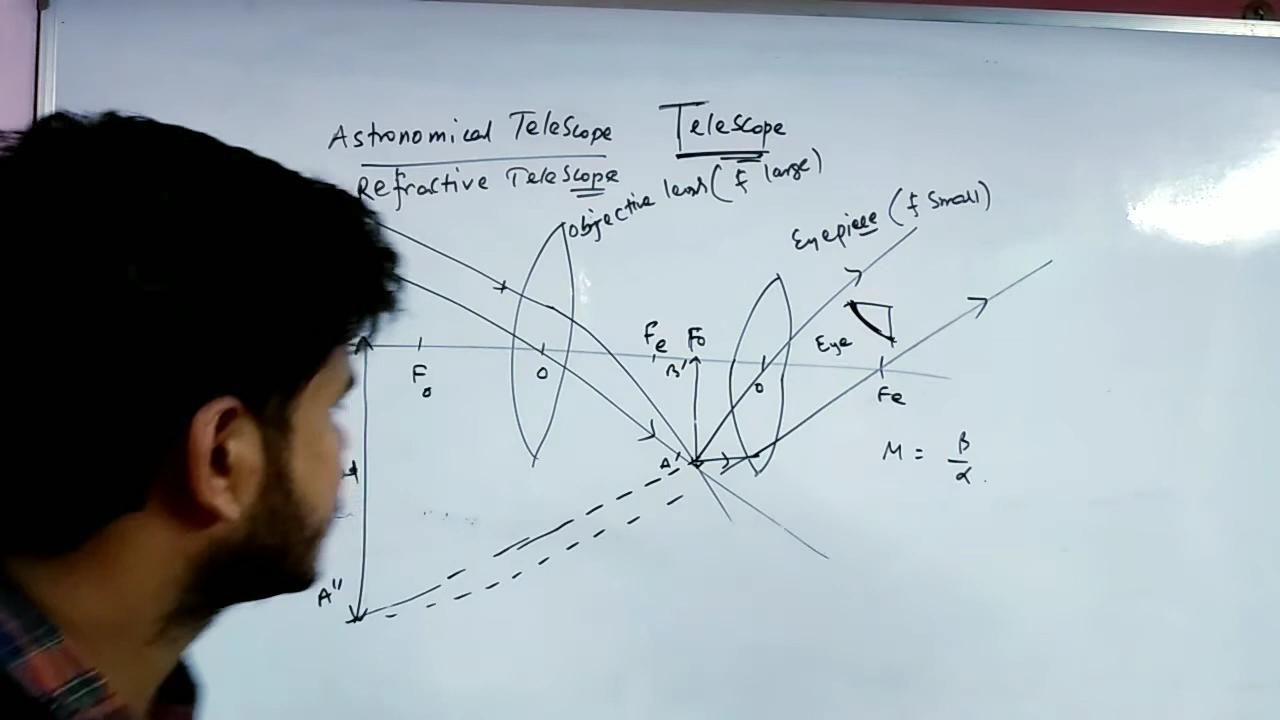 Astronomical Telescope
Telescope
Refractive Telescope
Objective lens (f large)
Eyepiece (f small)
Fe
Fo
B'
Eye
Fo
O
O
Fe
A'
M = β/α.
A"